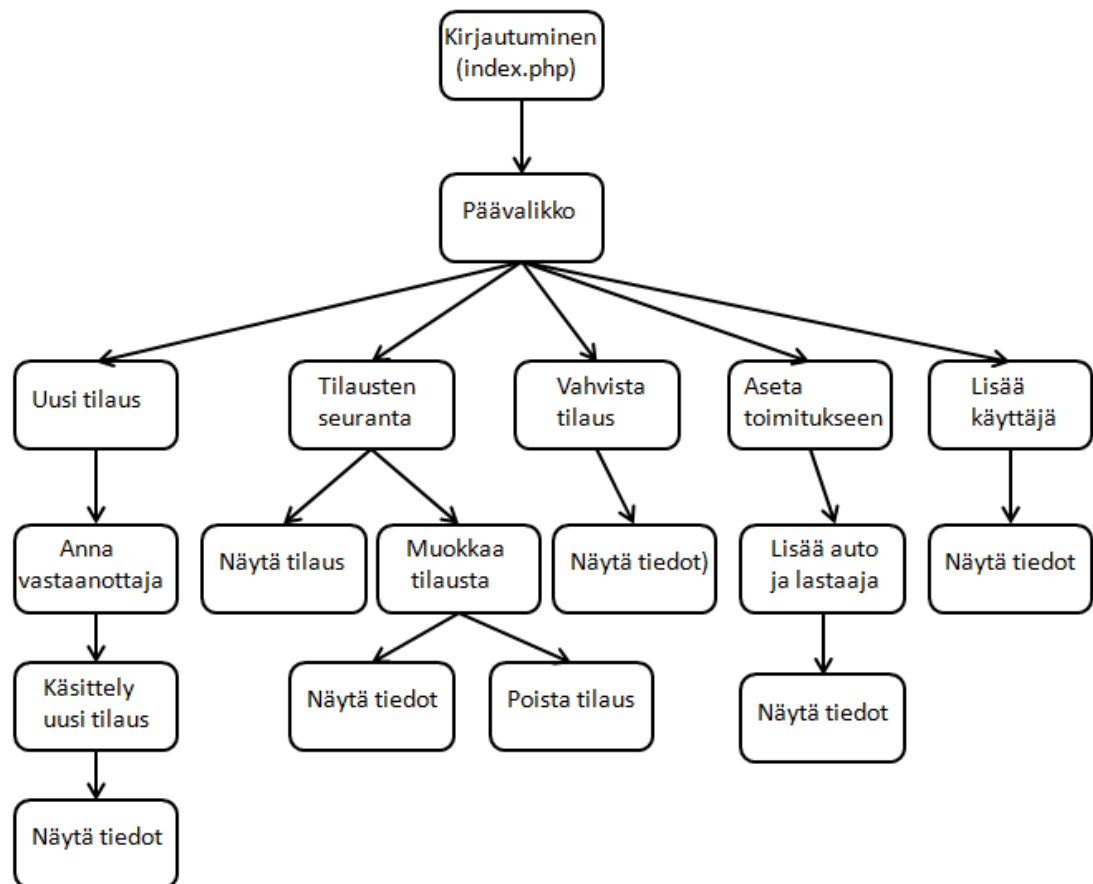 Kirjautuminen
(index.php)
Päävalikko
Uusi tilaus
Tilausten
seuranta
Vahvista
tilaus
Aseta
toimitukseen
Lisää
käyttäjä
Anna
vastaanottaja
Näytä tilaus
Muokkaa
tilausta
Näytä tiedot)
Lisää auto
ja lastaaja
Näytä tiedot
Käsittely
uusi tilaus
Näytä tiedot
Poista tilaus
Näytä tiedot
Näytä tiedot